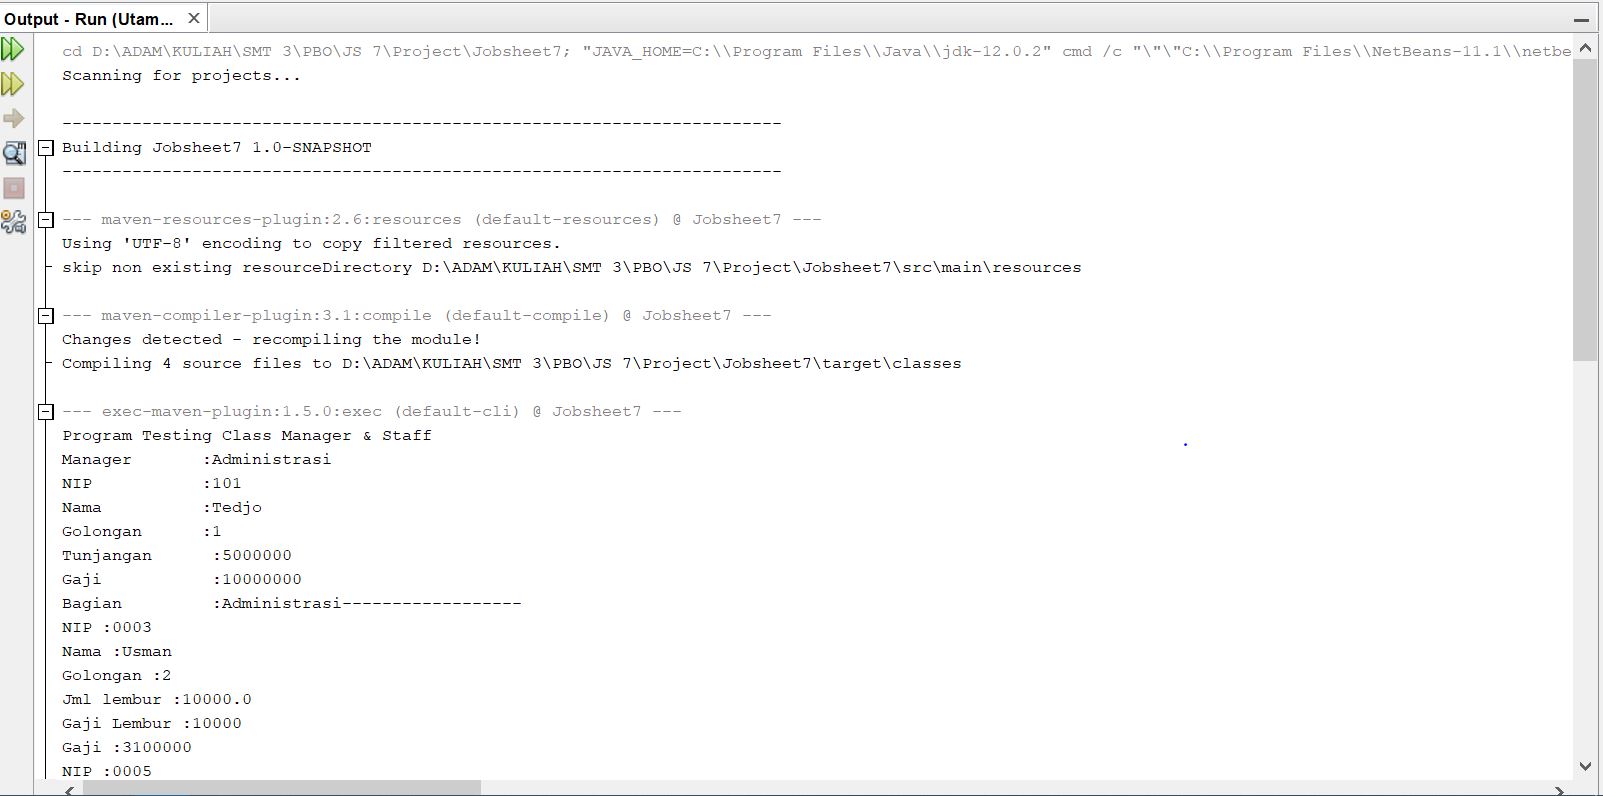 Output - Run (Utam...
cd D:\ADAM\KULIAH\SMT 3\PBO\JS 7\Project\Jobsheet7; "JAVA_HOME=C:\\Program Files\\Java\\jdk-12.0.2" cmd /c "\"\"C:\\Program Files\\NetBeans-11.1\\netbe
Scanning for projects...
------------------------------------------------------------------------
Building Jobsheet7 1.0-SNAPSHOT
------------------------------------------------------------------------
--- maven-resources-plugin:2.6:resources (default-resources) @ Jobsheet7 ---
Using 'UTF-8' encoding to copy filtered resources.
skip non existing resourceDirectory D:\ADAM\KULIAH\SMT 3\PBO\JS 7\Project\Jobsheet7\src\main\resources
--- maven-compiler-plugin:3.1:compile (default-compile) @ Jobsheet7 ---
Changes detected - recompiling the module!
Compiling 4 source files to D:\ADAM\KULIAH\SMT 3\PBO\JS 7\Project\Jobsheet7\target\classes
--- exec-maven-plugin:1.5.0:exec (default-cli) @ Jobsheet7 ---
Program Testing Class Manager & Staff
Manager :Administrasi
NIP :101
Nama :Tedjo
Golongan :1
Tunjangan :5000000
Gaji :10000000
Bagian :Administrasi------------------
NIP :0003
Nama :Usman
Golongan :2
Jml lembur :10000.0
Gaji Lembur :10000
Gaji :3100000
NIP :0005